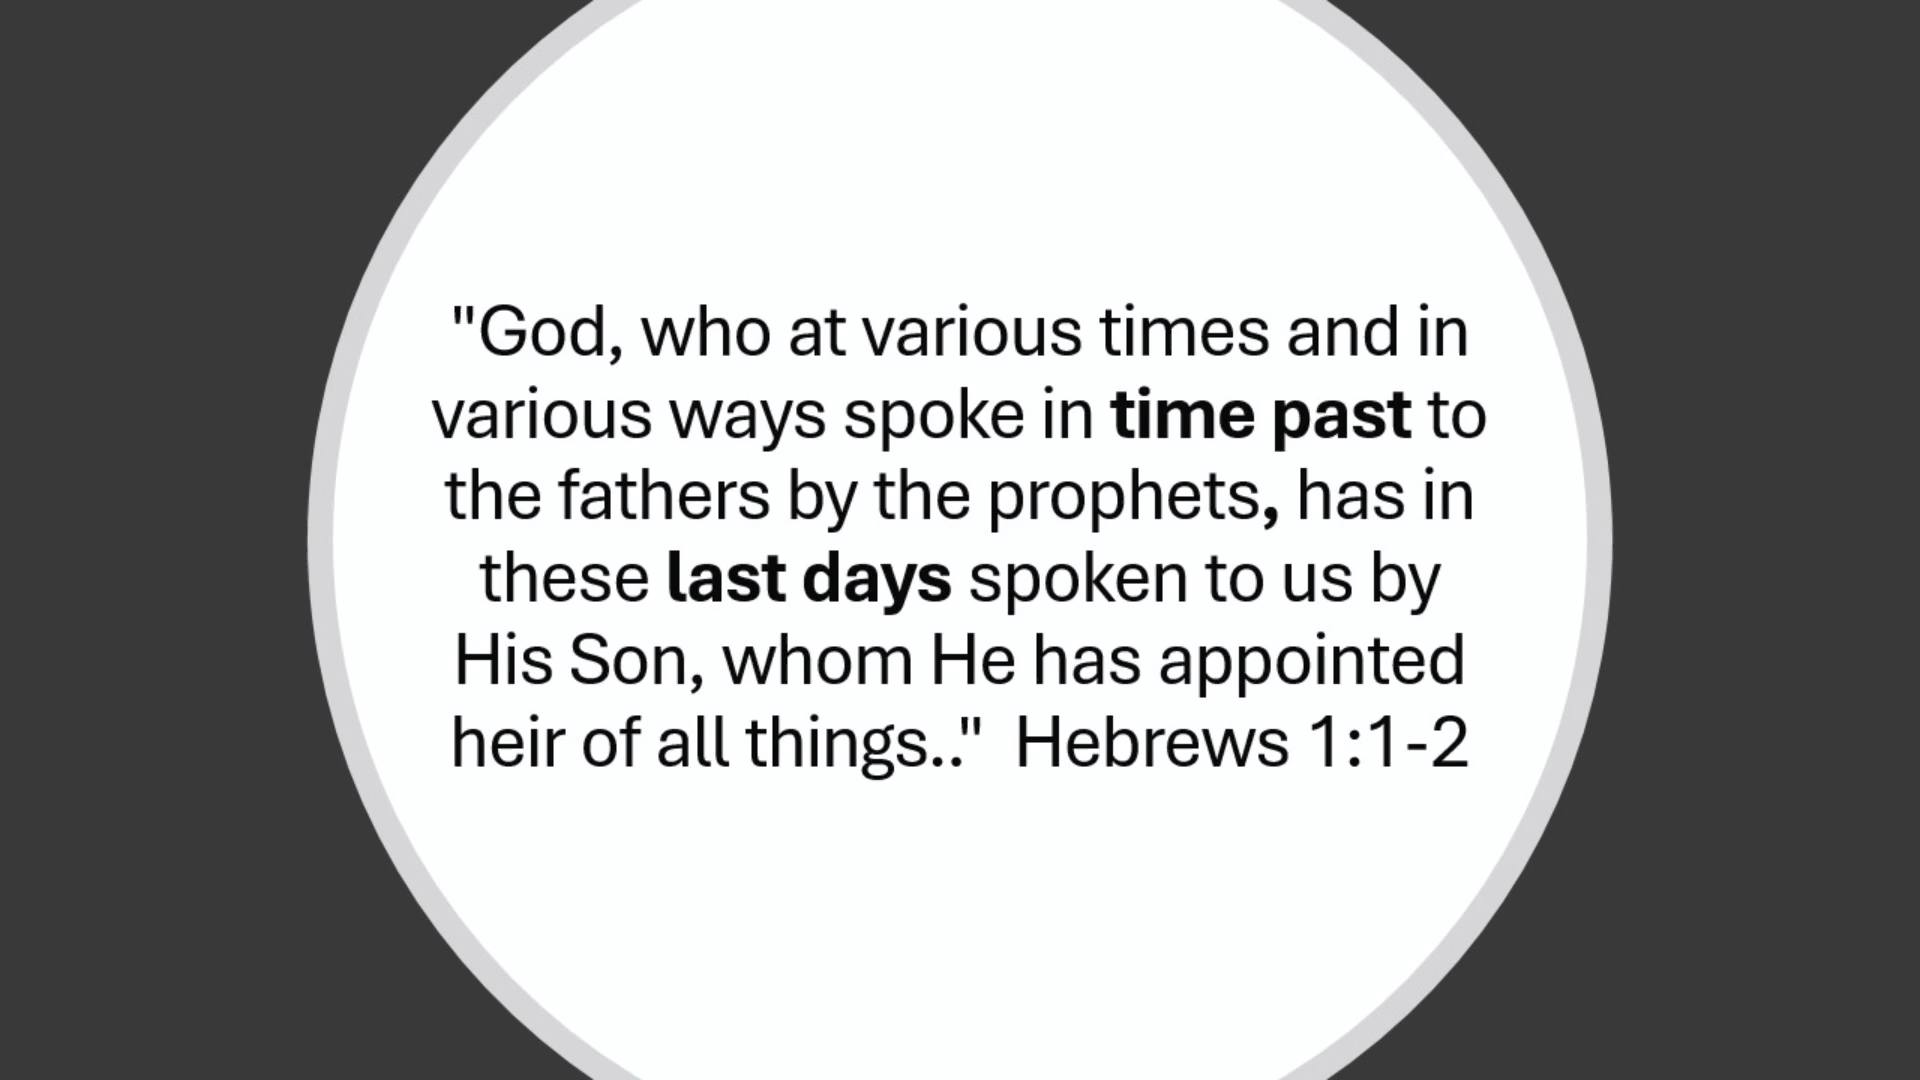 "God, who at various times and in
various ways spoke in time past to
the fathers by the prophets, has in
these last days spoken to us by
His Son, whom He has appointed
heir of all things.."  Hebrews 1:1-2